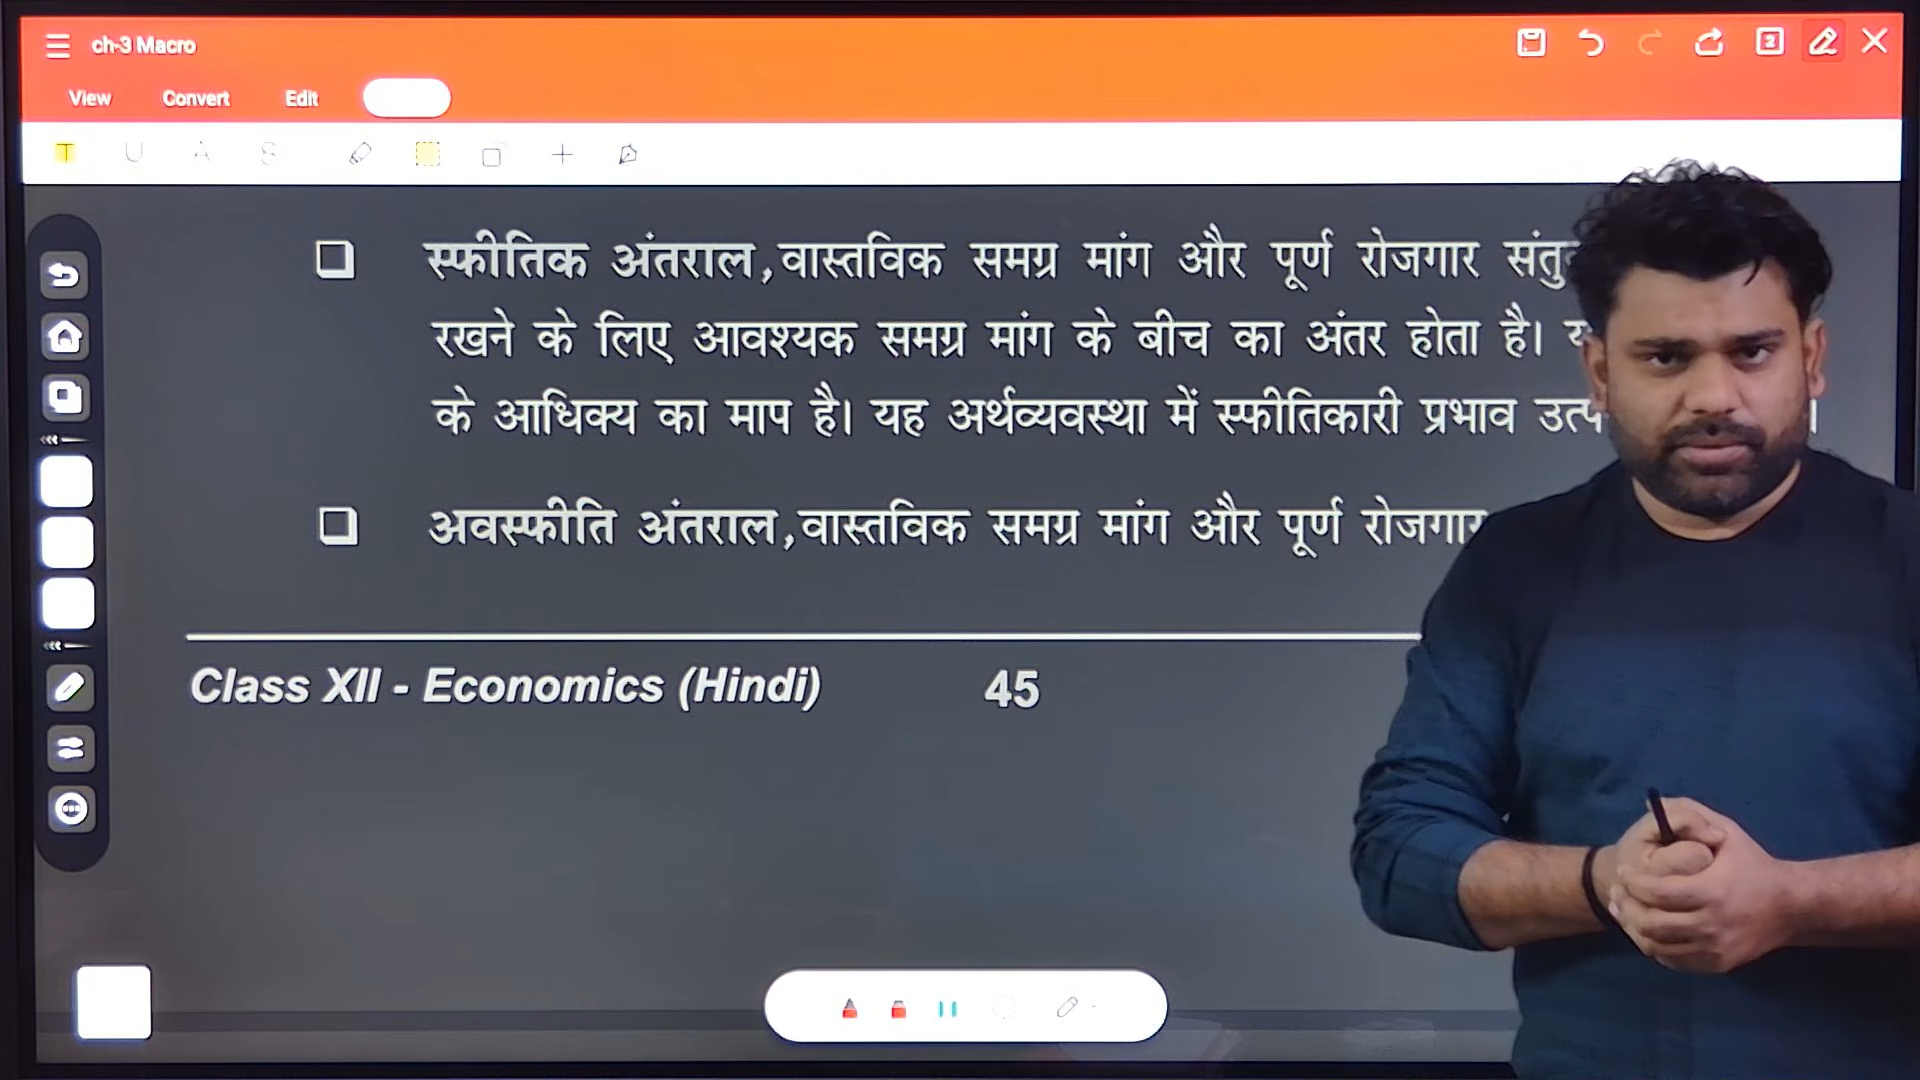 ch-3 Macro
View Convert Edit
T U A S
स्फीतिक अंतराल, वास्तविक समग्र मांग और पूर्ण रोजगार
रखने के लिए आवश्यक समग्र मांग के बीच का अंतर होता है।
के आधिक्य का माप है। यह अर्थव्यवस्था में स्फीतिकारी प्रभाव
अवस्फीति अंतराल, वास्तविक समग्र मांग और पूर्ण रोजगार
Class XII - Economics (Hindi) 45